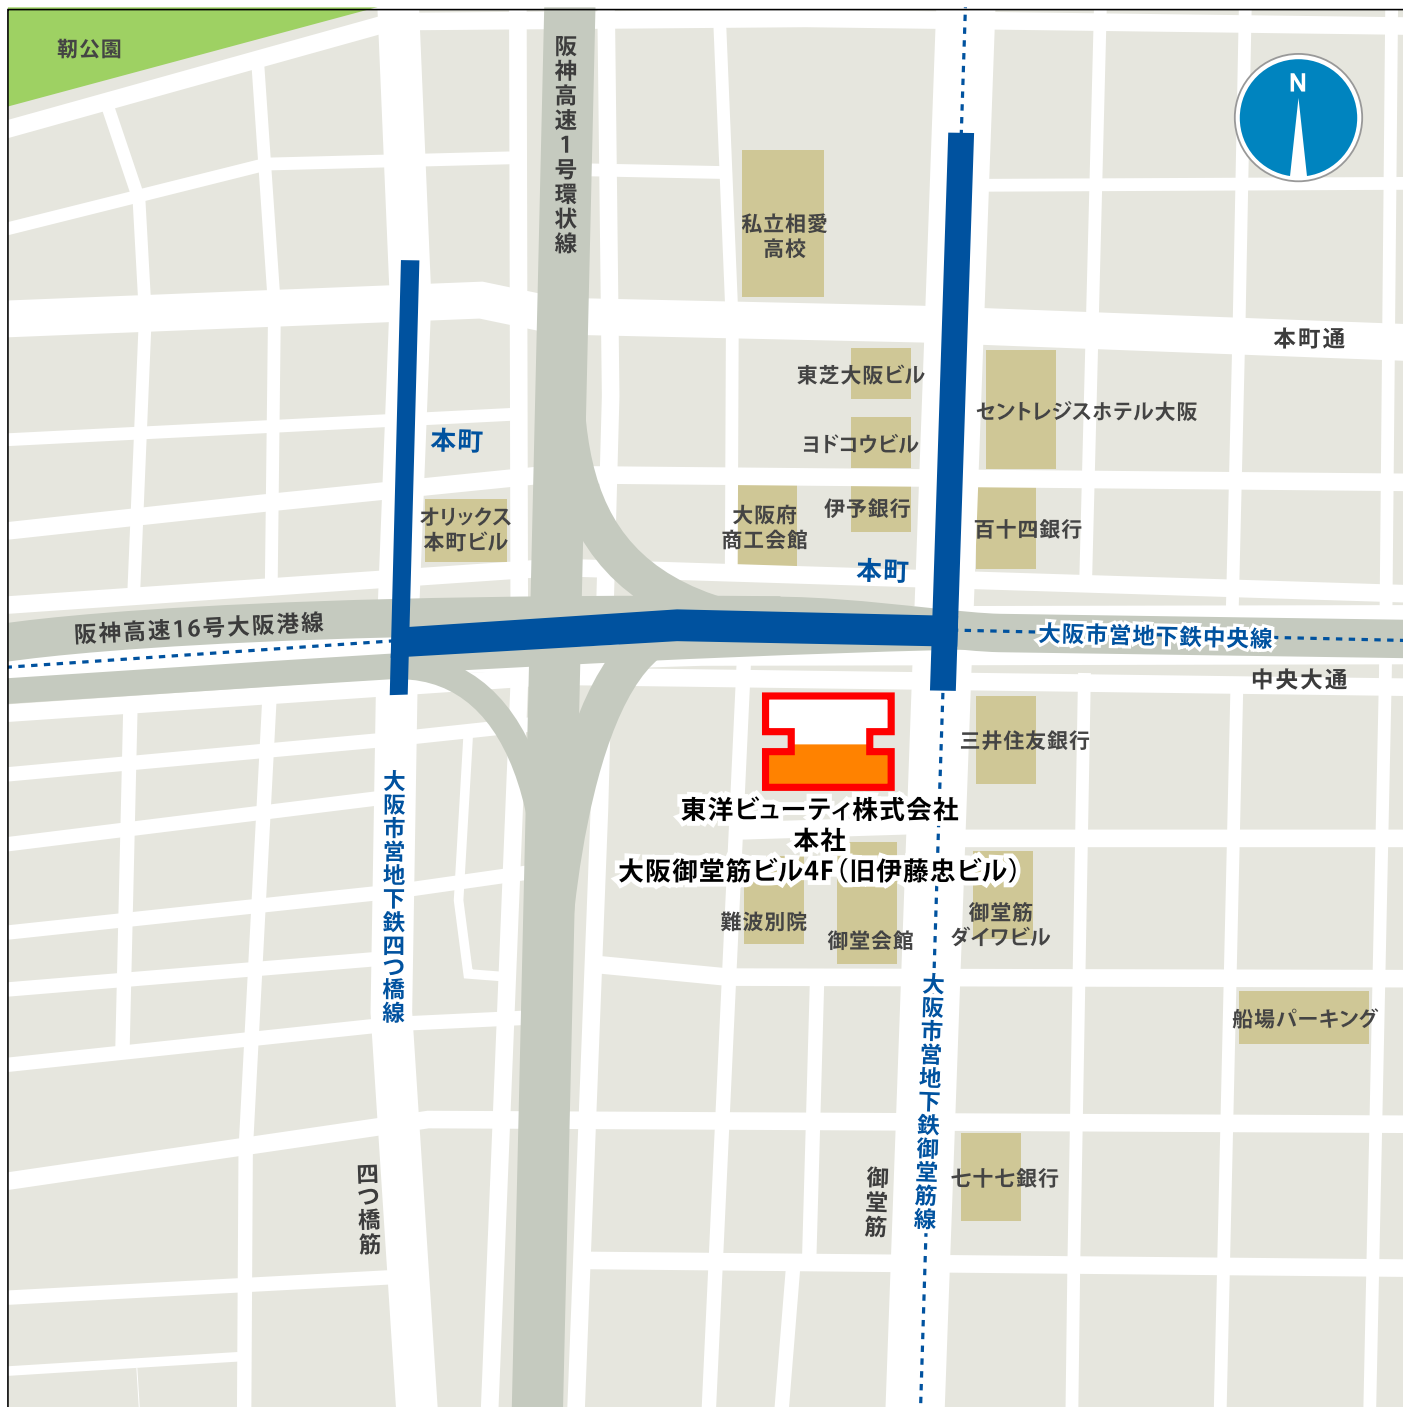 靭公園
阪神高速1号環状線
N
私立相愛
高校
本町通
東芝大阪ビル
セントレジスホテル大阪
本町
ヨドコウビル
オリックス
本町ビル
大阪府
商工会館
伊予銀行
百十四銀行
本町
阪神高速16号大阪港線
大阪市営地下鉄中央線
中央大通
三井住友銀行
大阪市営地下鉄四つ橋線
東洋ビューティ株式会社
本社
大阪御堂筋ビル4F（旧伊藤忠ビル）
難波別院
御堂会館
御堂筋
ダイワビル
大阪市営地下鉄御堂筋線
船場パーキング
四つ橋筋
御堂筋
七十七銀行